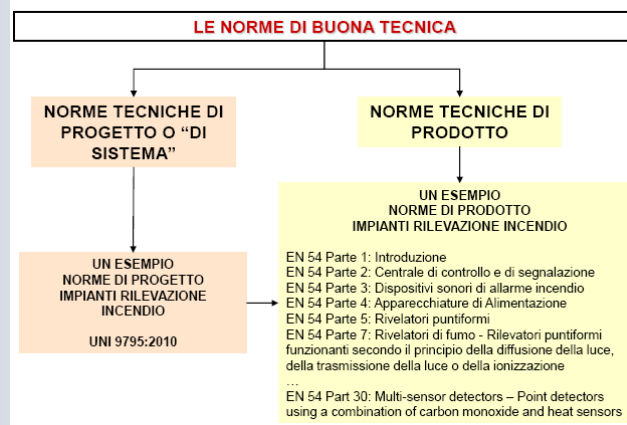 LE NORME DI BUONA TECNICA
NORME TECNICHE DI
PROGETTO O “DI
SISTEMA”
NORME TECNICHE DI
PRODOTTO
UN ESEMPIO
NORME DI PROGETTO
IMPIANTI RILEVAZIONE
INCENDIO
UNI 9795:2010
UN ESEMPIO
NORME DI PRODOTTO
IMPIANTI RILEVAZIONE INCENDIO
EN 54 Parte 1: Introduzione
EN 54 Parte 2: Centrale di controllo e di segnalazione
EN 54 Parte 3: Dispositivi sonori di allarme incendio
EN 54 Parte 4: Apparecchiature di Alimentazione
EN 54 Parte 5: Rivelatori puntiformi
EN 54 Parte 7: Rivelatori di fumo - Rilevatori puntiformi
funzionanti secondo il principio della diffusione della luce,
della trasmissione della luce o della ionizzazione
...
EN 54 Part 30: Multi-sensor detectors – Point detectors
using a combination of carbon monoxide and heat sensors